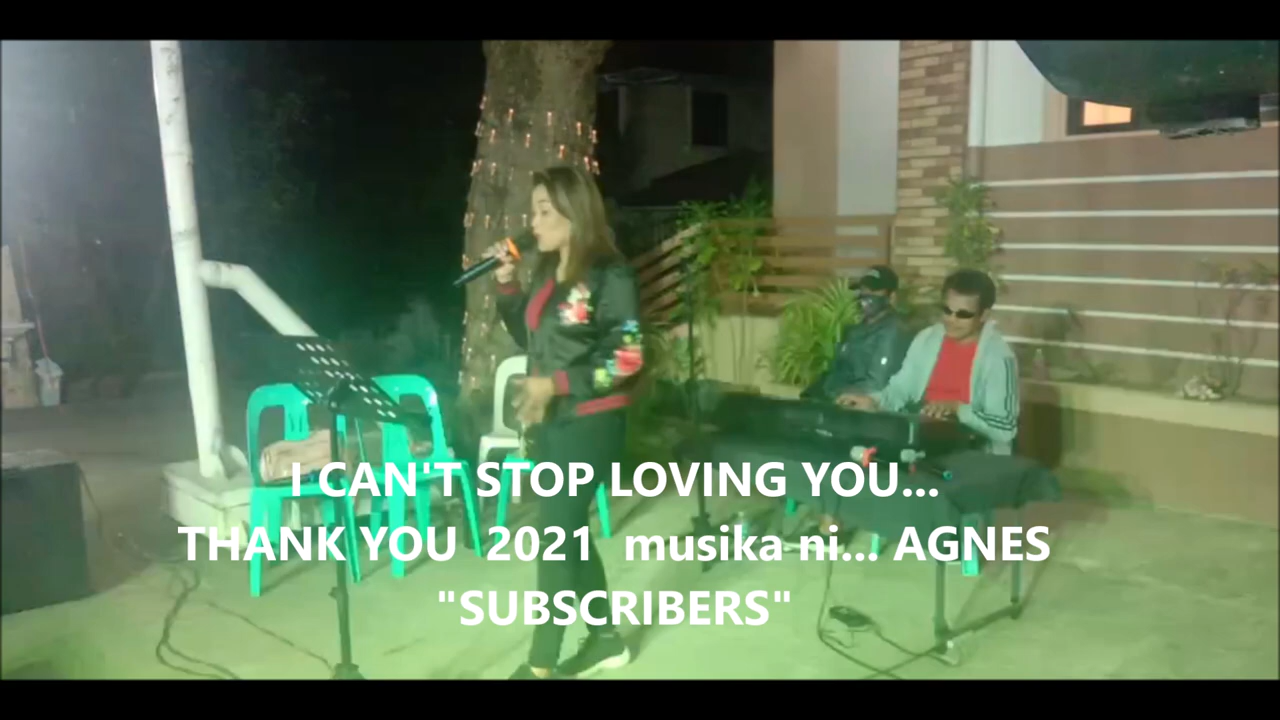 I CAN'T STOP LOVING YOU...
THANK YOU  2021  musika ni... AGNES
"SUBSCRIBERS"